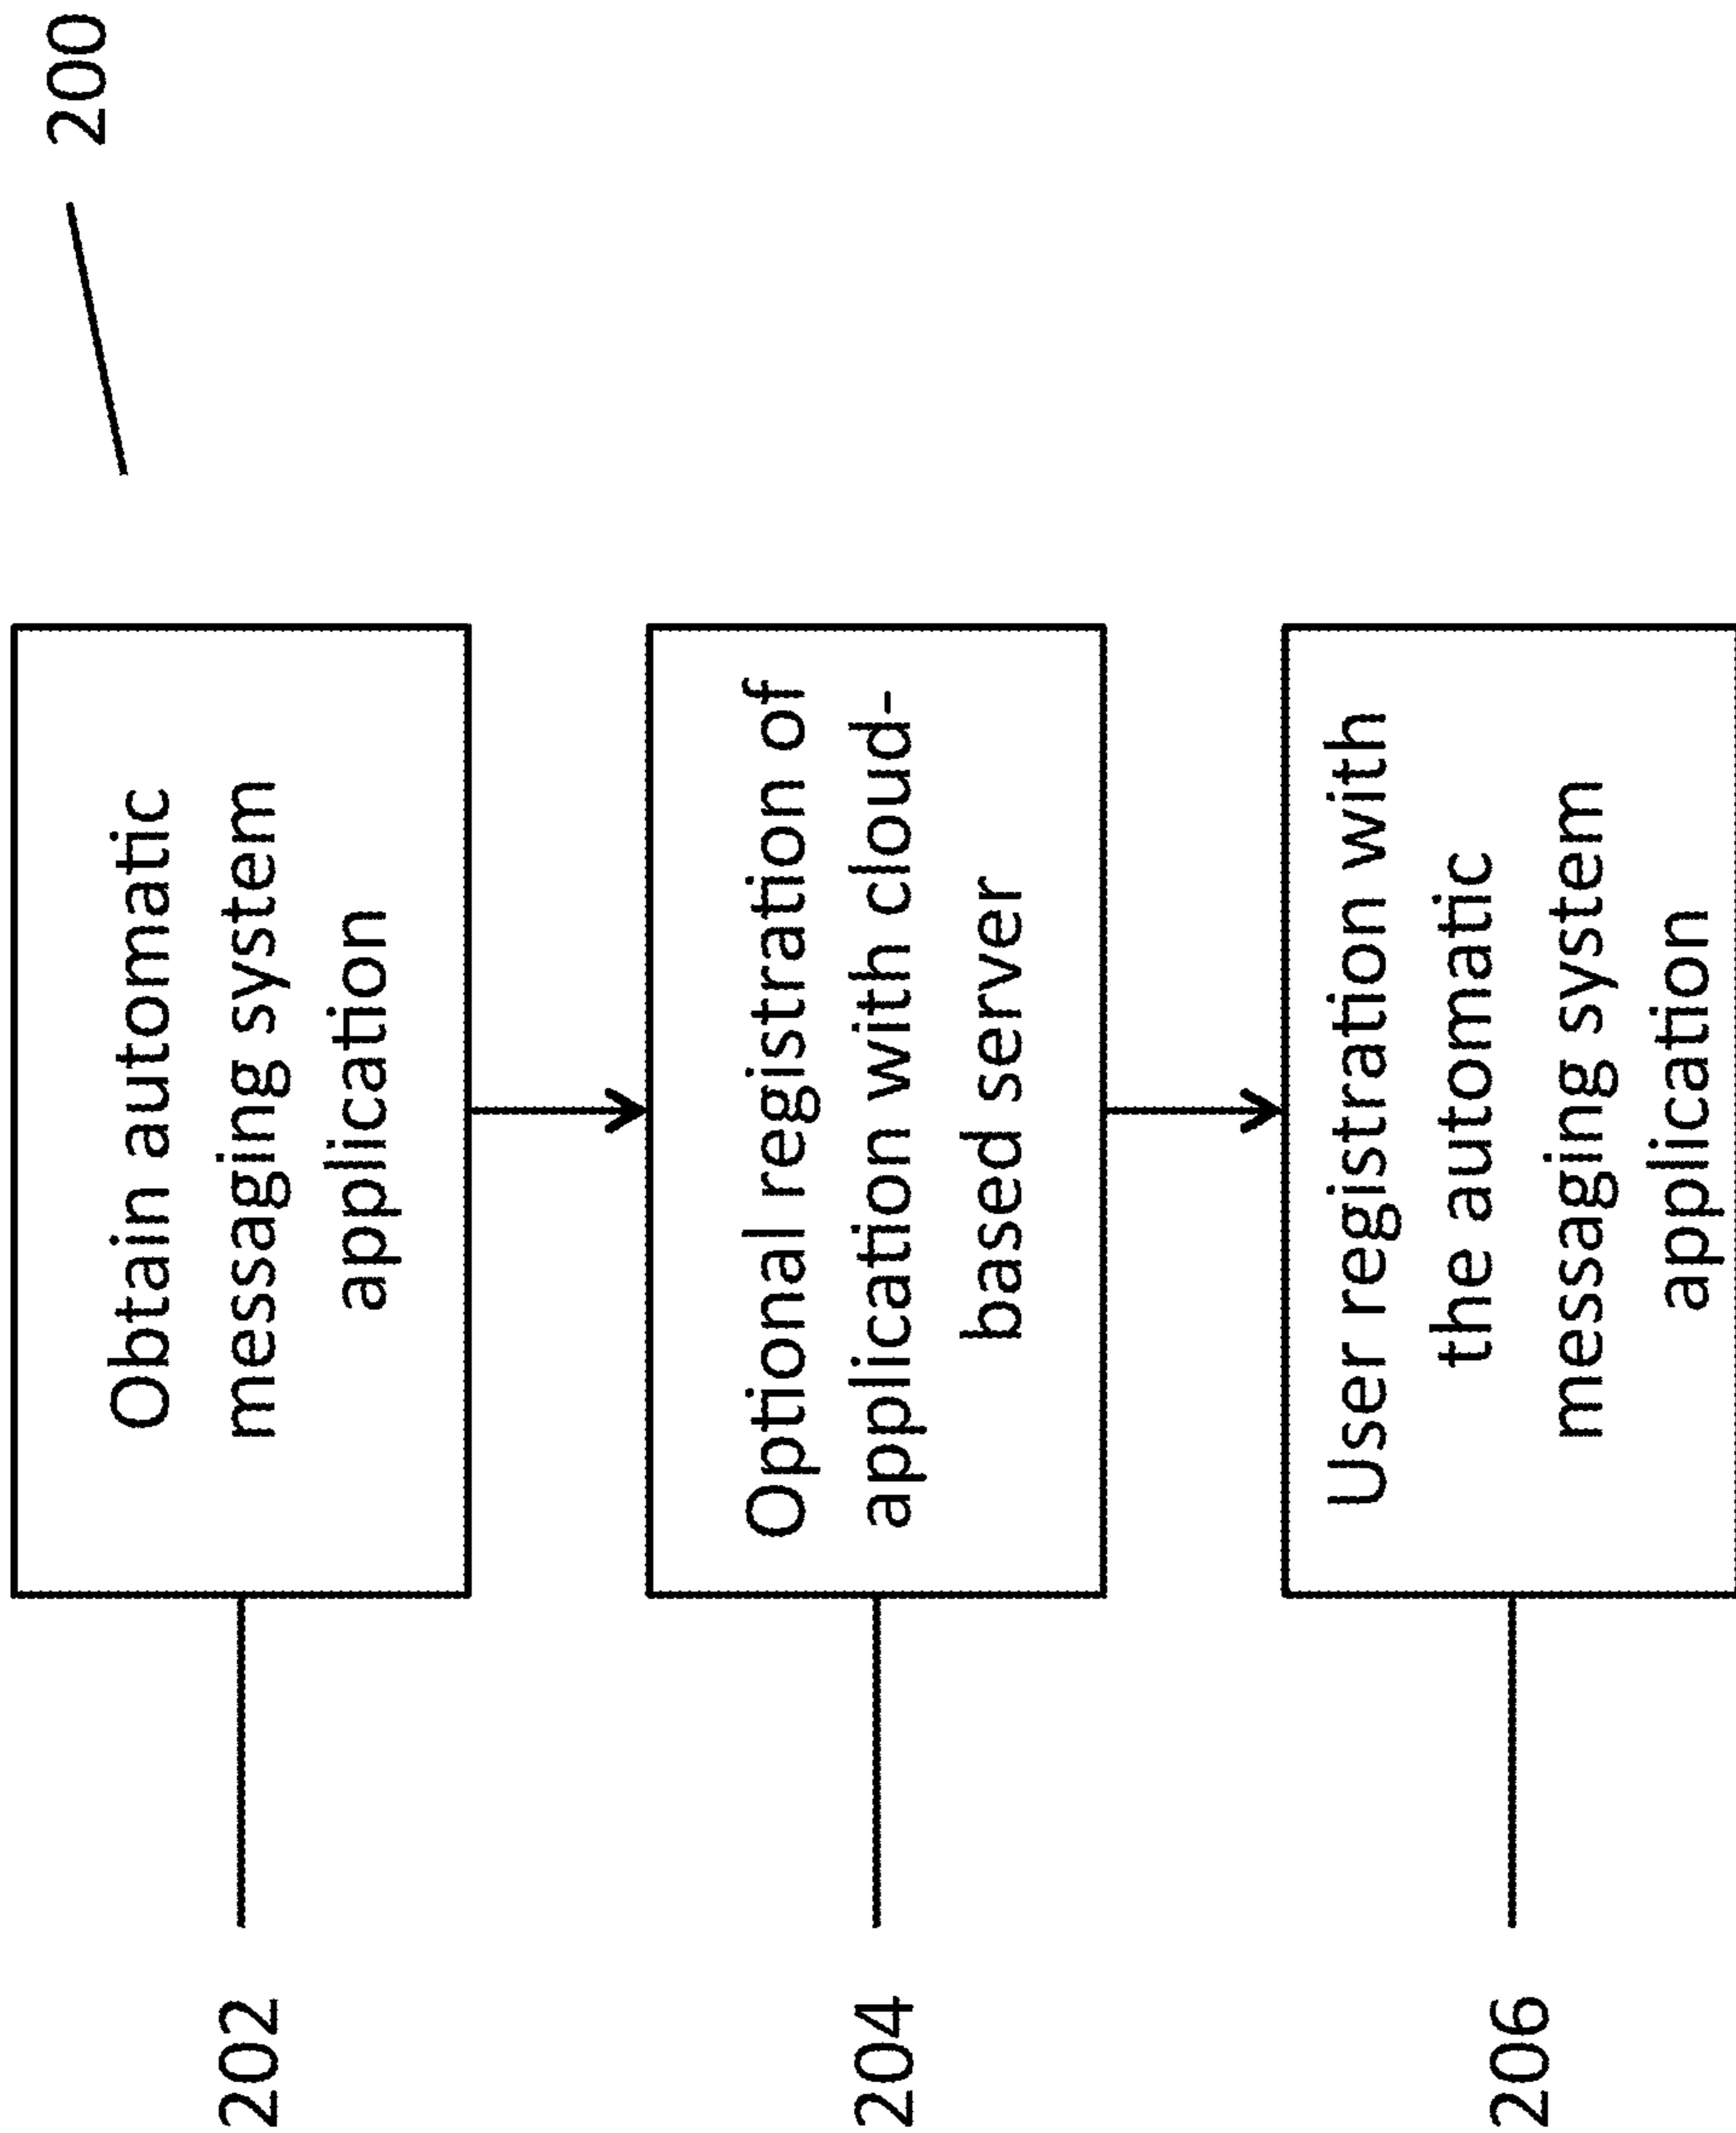 200
202
Obtain automatic
messaging system
application
204
Optional registration of
application with cloud-
based server
206
User registration with
the automatic
messaging system
application